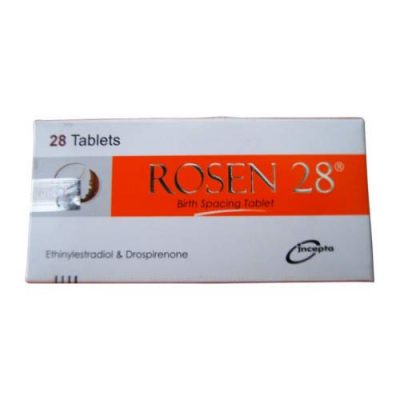 28 Tablets
ROSEN 28®
Birth Spacing Tablet
Ethinylestradiol & Drospirenone
incepta